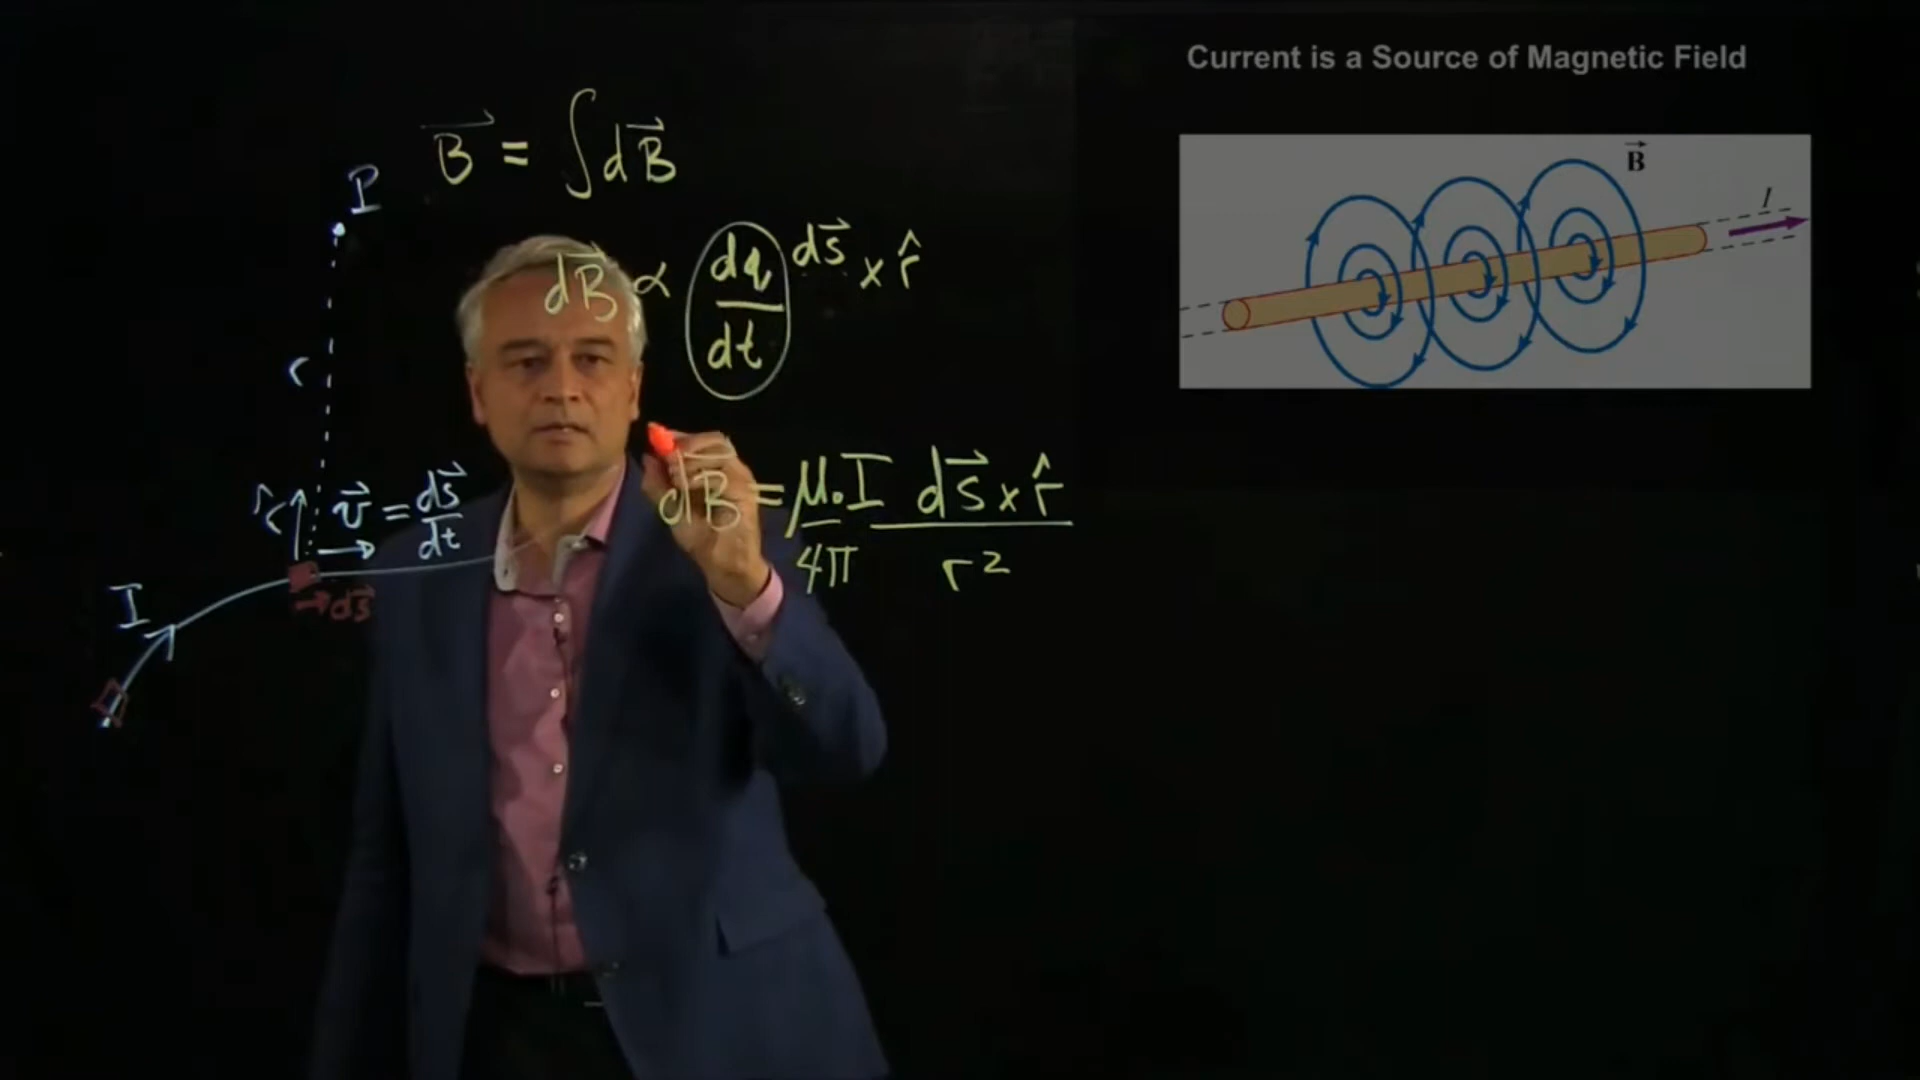 Current is a Source of Magnetic Field
B⃗ = ∫dB⃗
P
B⃗
I
dB⃗ ∝ dq/dt ds⃗ × r̂
r
r̂ v⃗ = ds⃗/dt
dB⃗ = μ₀I/4π ds⃗ × r̂/r²
I
ds⃗